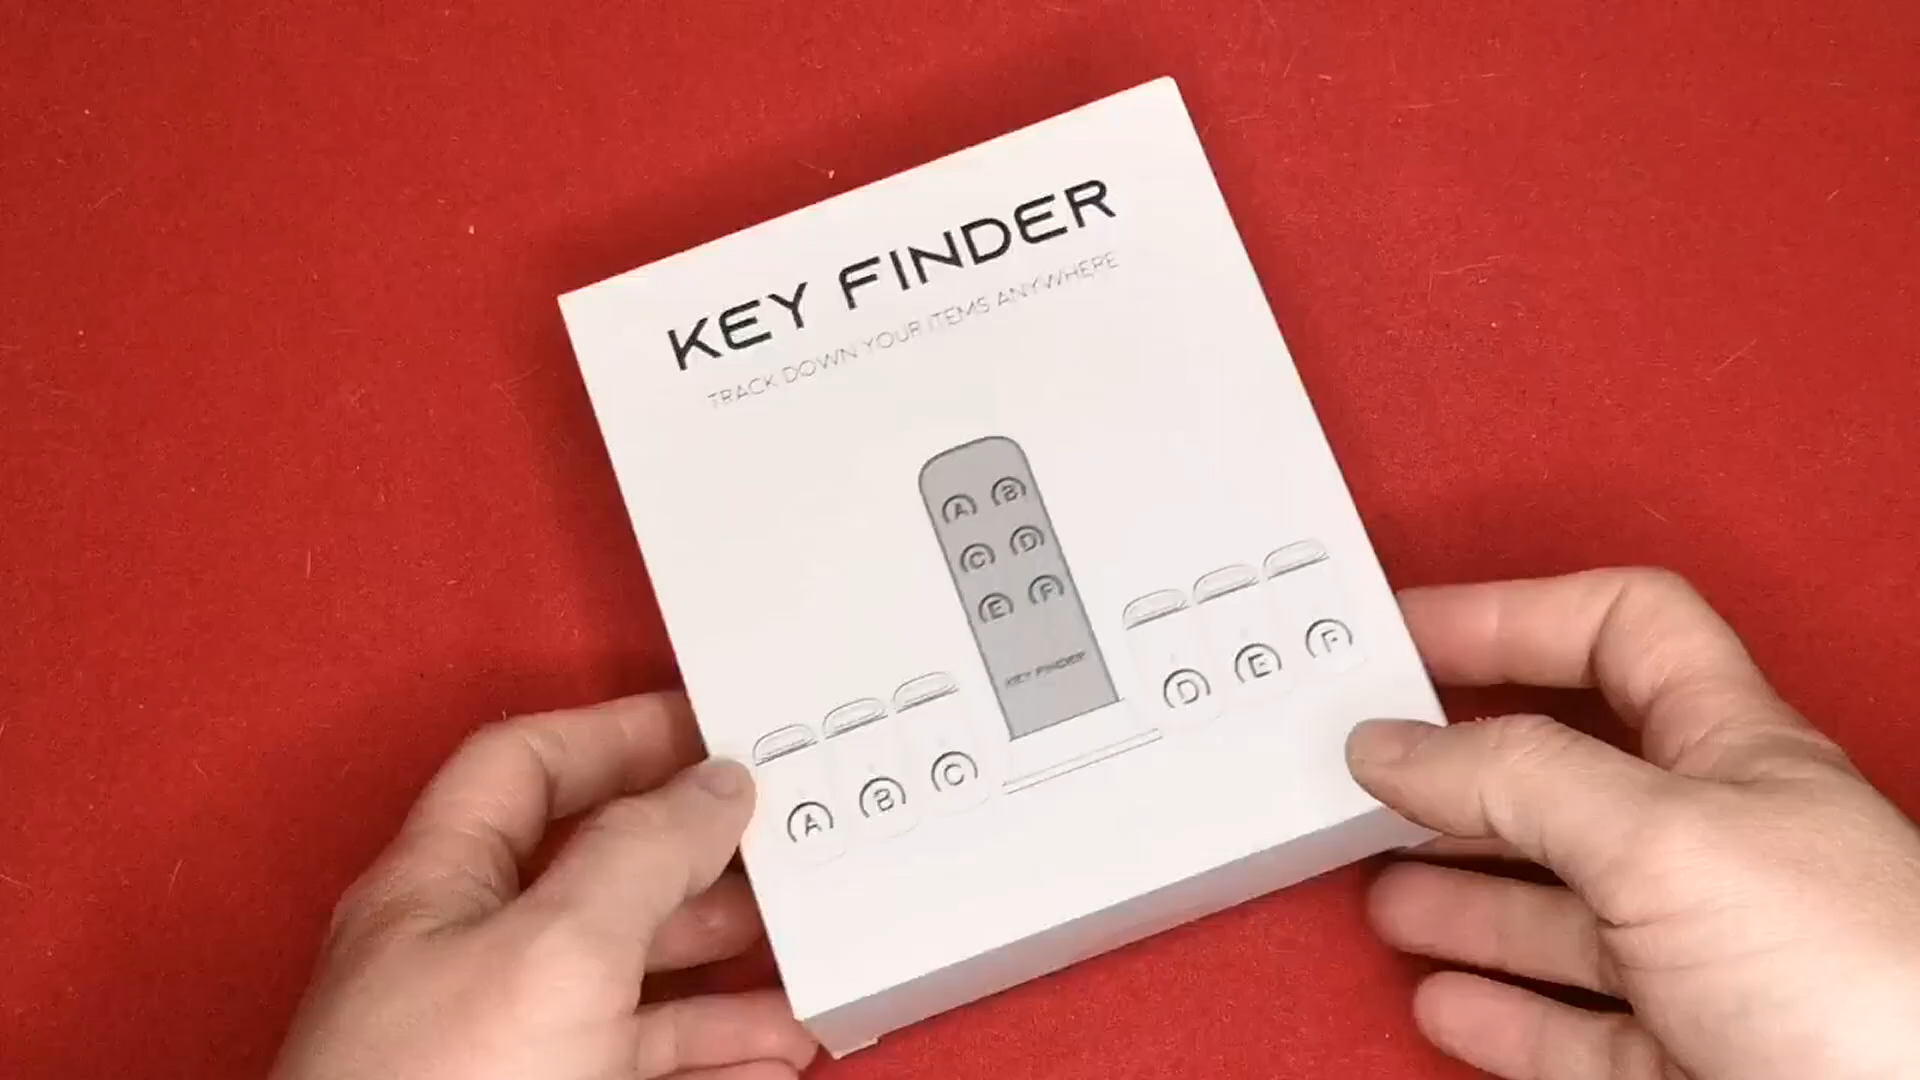 KEY FINDER
TRACK DOWN YOUR ITEMS ANYWHERE
A B
C D
E F
KEY FINDER
A B C
D E F